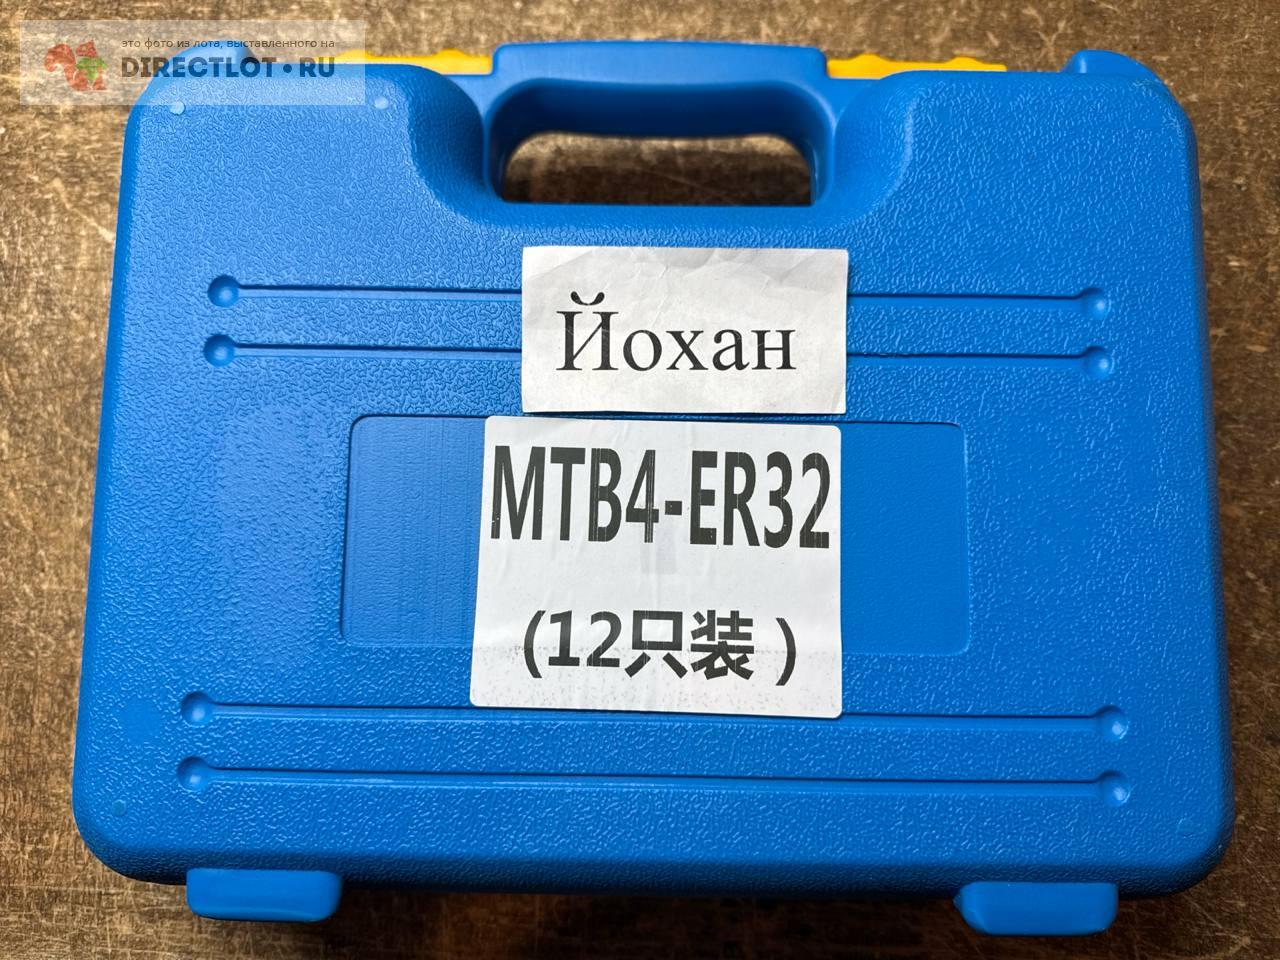 это фото из лота, выставленного на
DIRECTLOT·RU
Йохан
MTB4-ER32
(12只装)